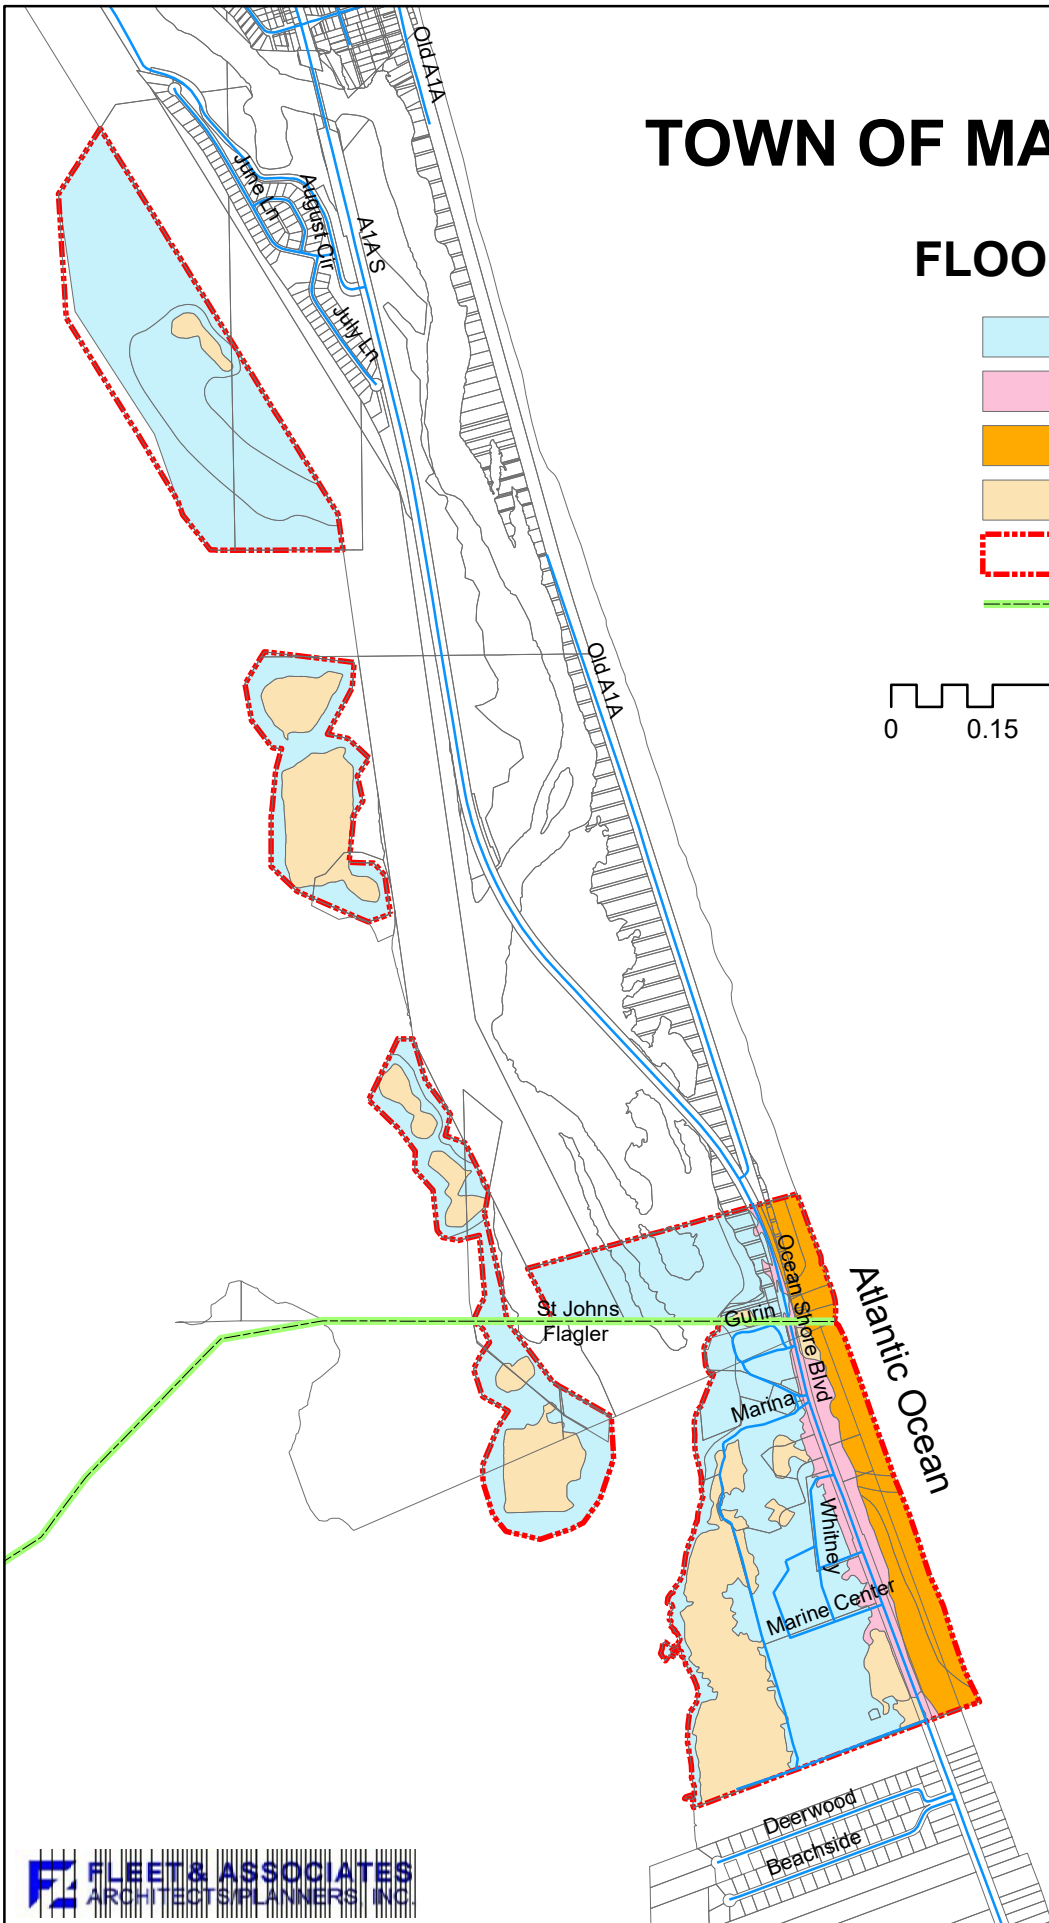 Old A1A
TOWN OF MA
June Ln
August Cir
A1A S
FLOO
July Ln
Old A1A
0 0.15
Ocean Shore Blvd
Atlantic Ocean
St Johns
Gurin
Flagler
Marina
Whitney
Marine Center
Deerwood
Beachside
FLEET & ASSOCIATES
ARCHITECTS/PLANNERS, INC.